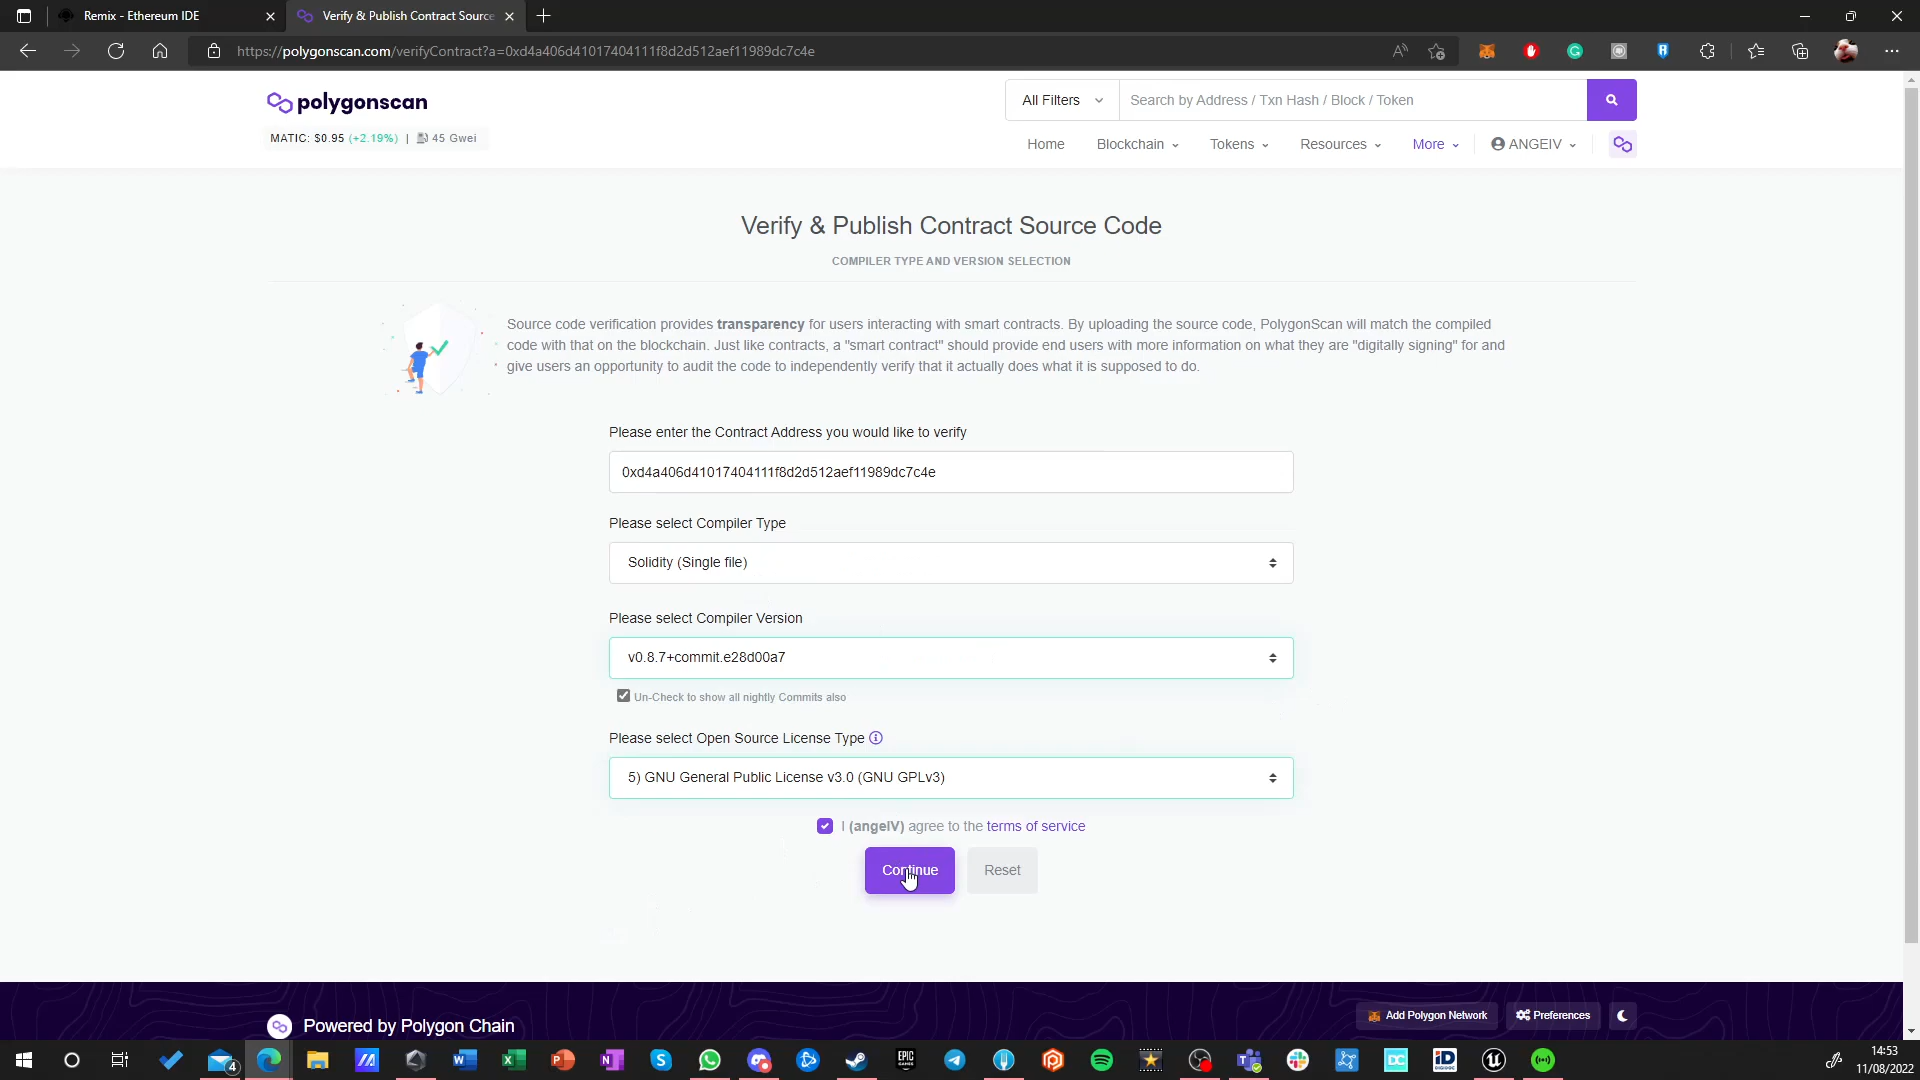 Remix - Ethereum IDE
Verify & Publish Contract Source
https://polygonscan.com/verifyContract?a=0xd4a406d41017404111f8d2d512aef11989dc7c4e
polygonscan
All Filters
Search by Address / Txn Hash / Block / Token
MATIC: $0.95 (+2.19%) | 45 Gwei
Home
Blockchain
Tokens
Resources
More
ANGEIV
Verify & Publish Contract Source Code
COMPILER TYPE AND VERSION SELECTION
Source code verification provides transparency for users interacting with smart contracts. By uploading the source code, PolygonScan will match the compiled
code with that on the blockchain. Just like contracts, a "smart contract" should provide end users with more information on what they are "digitally signing" for and
give users an opportunity to audit the code to independently verify that it actually does what it is supposed to do.
Please enter the Contract Address you would like to verify
0xd4a406d41017404111f8d2d512aef11989dc7c4e
Please select Compiler Type
Solidity (Single file)
Please select Compiler Version
v0.8.7+commit.e28d00a7
Un-Check to show all nightly Commits also
Please select Open Source License Type
5) GNU General Public License v3.0 (GNU GPLv3)
I (angeIV) agree to the terms of service
Continue
Reset
Powered by Polygon Chain
Add Polygon Network
Preferences
4
EPIC GAMES
DC
iD
14:53
11/08/2022